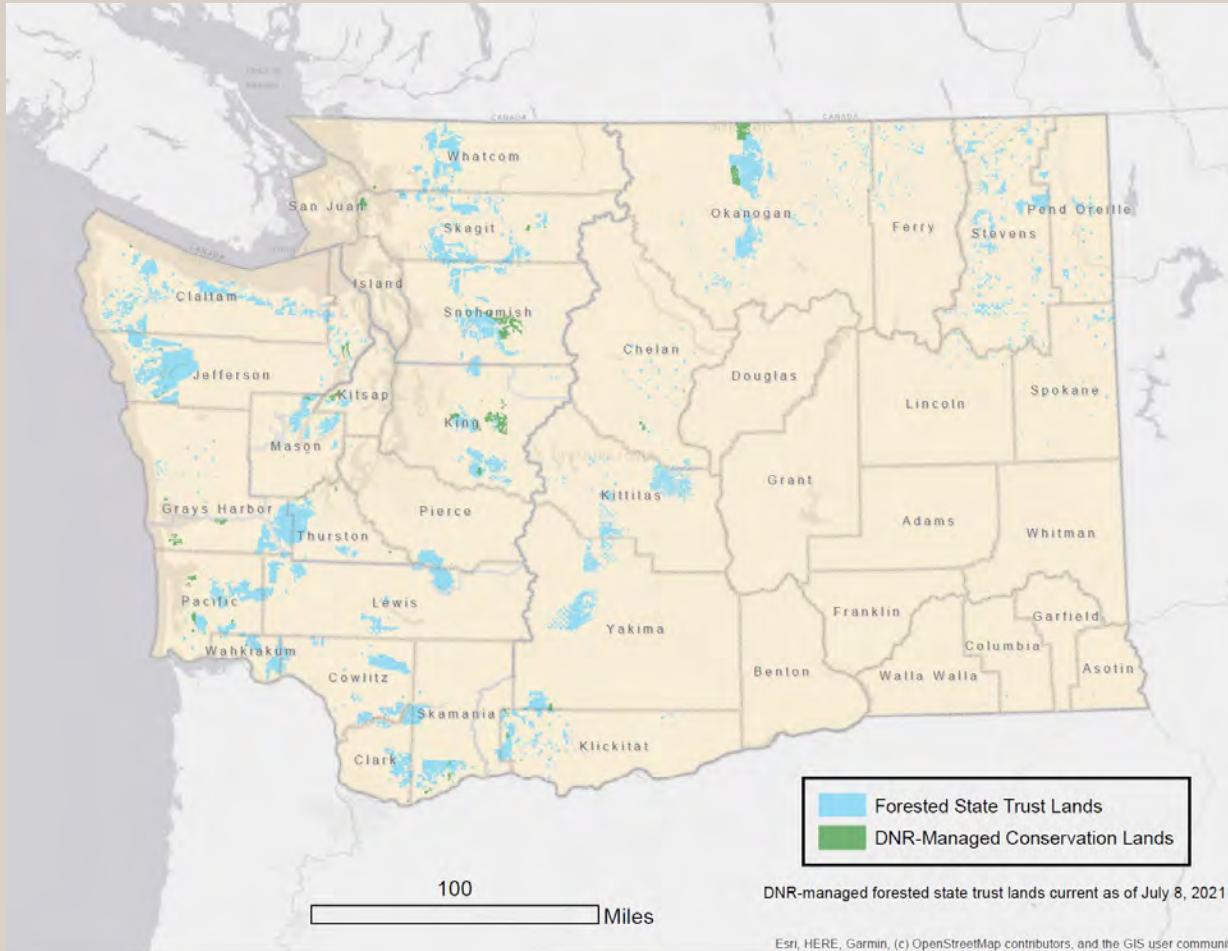 CANADA
CANADA
Whatcom
San Juan
Okanogan
Skagit
Ferry
Stevens
Pend Oreille
CANADA
Island
Clallam
Snohomish
Chelan
Jefferson
Douglas
Kitsap
Lincoln
Spokane
King
Mason
Grant
Kittitas
Grays Harbor
Pierce
Thurston
Adams
Whitman
Pacific
Lewis
Yakima
Franklin
Garfield
Wahkiakum
Columbia
Cowlitz
Benton
Walla Walla
Asotin
Skamania
Klickitat
Clark
Forested State Trust Lands
DNR-Managed Conservation Lands
100
Miles
DNR-managed forested state trust lands current as of July 8, 2021
Esri, HERE, Garmin, (c) OpenStreetMap contributors, and the GIS user commun